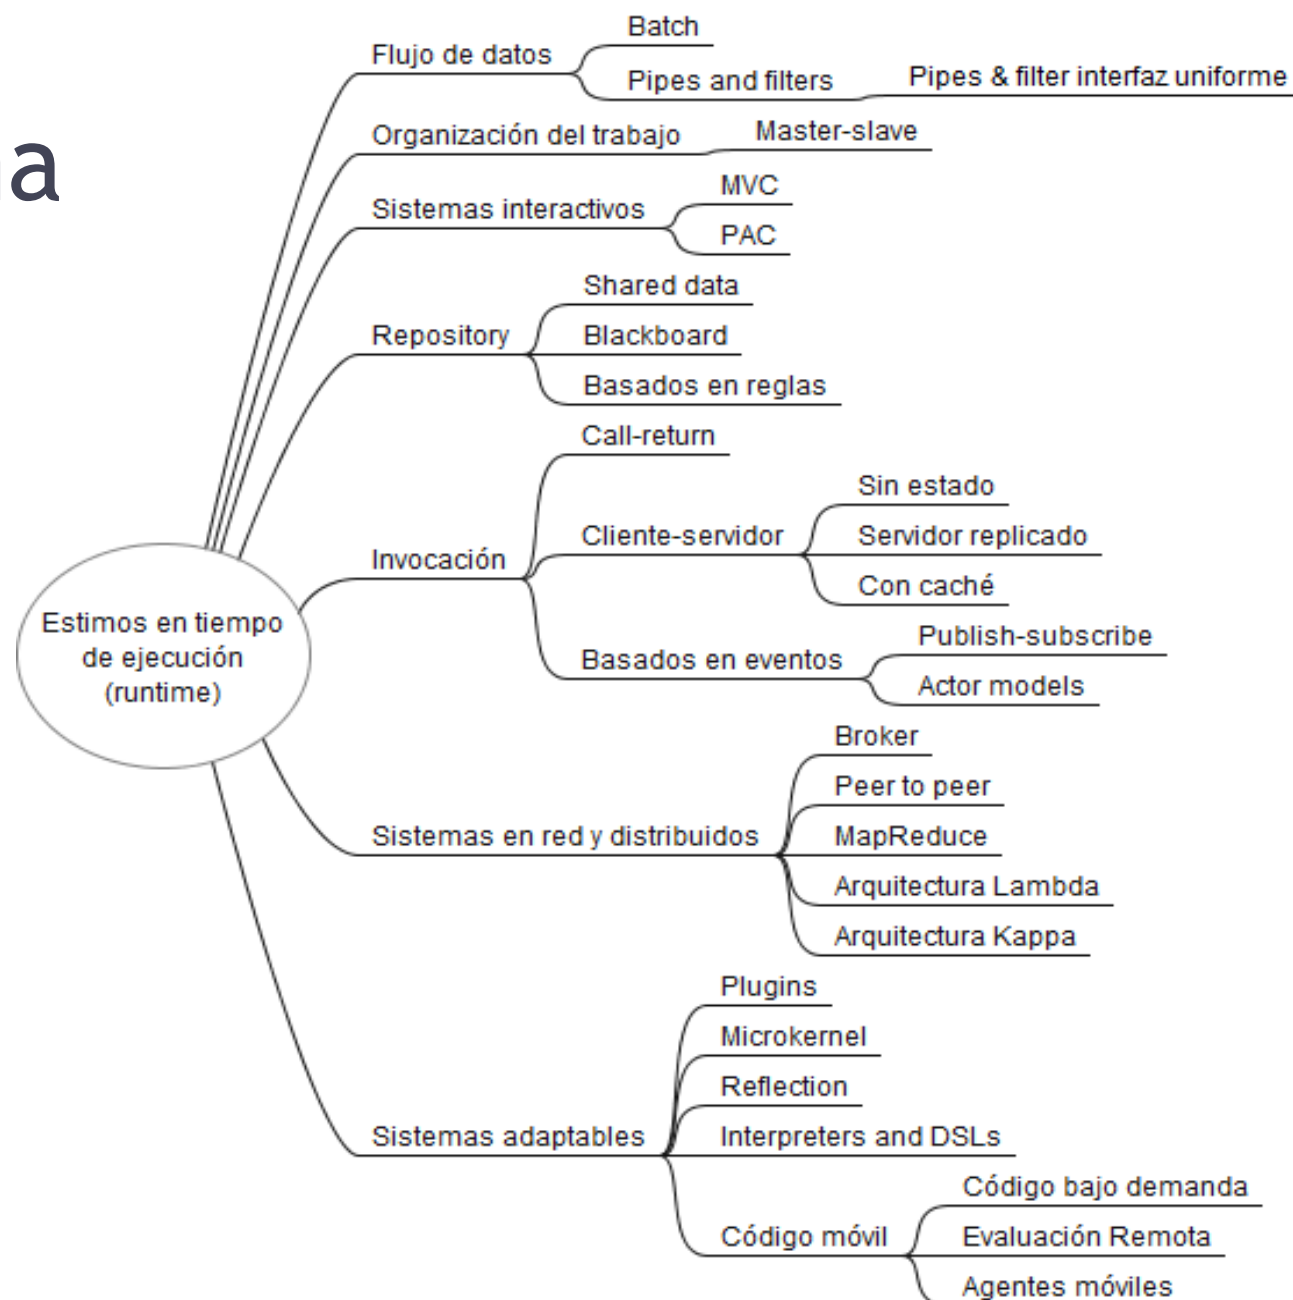 na
Flujo de datos
Batch
Pipes and filters
Pipes & filter interfaz uniforme
Organización del trabajo
Master-slave
Sistemas interactivos
MVC
PAC
Repository
Shared data
Blackboard
Basados en reglas
Invocación
Call-return
Cliente-servidor
Sin estado
Servidor replicado
Con caché
Basados en eventos
Publish-subscribe
Actor models
Estimos en tiempo
de ejecución
(runtime)
Sistemas en red y distribuidos
Broker
Peer to peer
MapReduce
Arquitectura Lambda
Arquitectura Kappa
Sistemas adaptables
Plugins
Microkernel
Reflection
Interpreters and DSLs
Código móvil
Código bajo demanda
Evaluación Remota
Agentes móviles